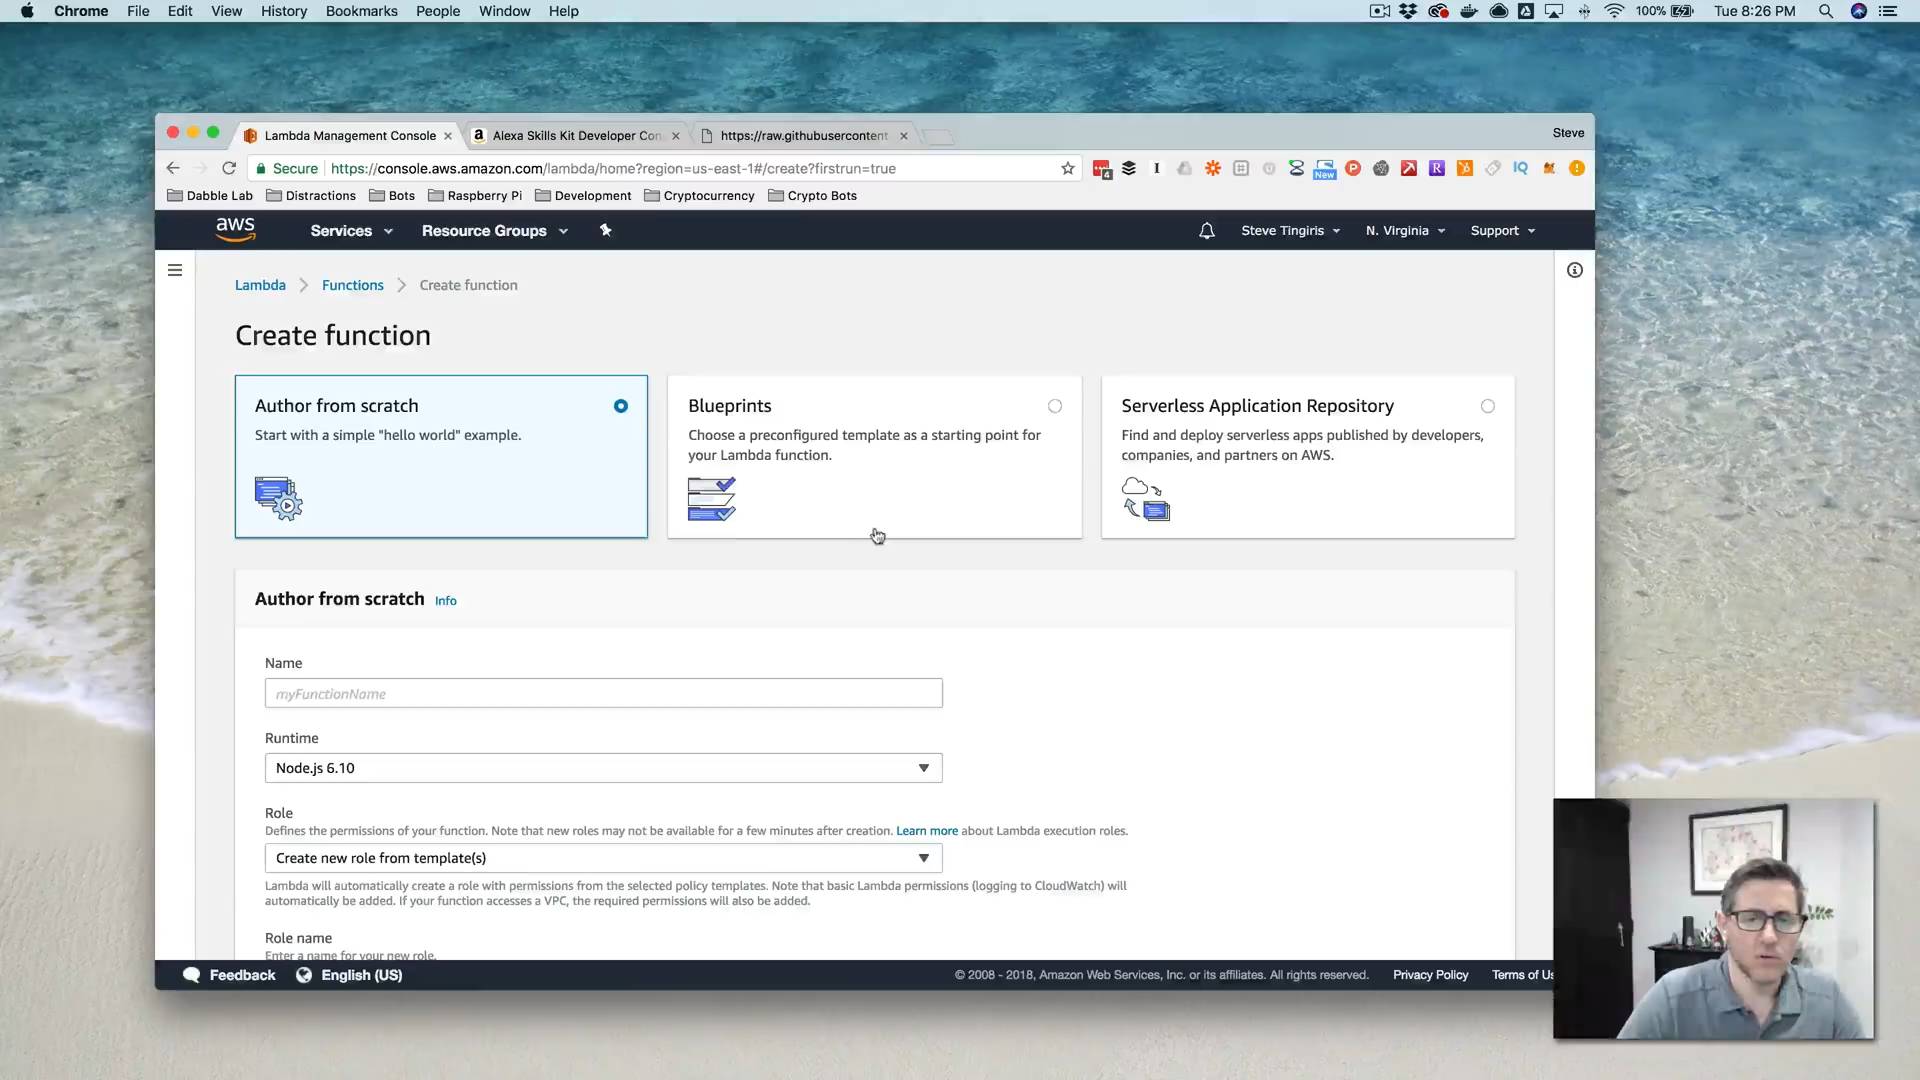 Chrome File Edit View History Bookmarks People Window Help 100% Tue 8:26 PM
Lambda Management Console Alexa Skills Kit Developer Con https://raw.githubusercontent Steve
Secure https://console.aws.amazon.com/lambda/home?region=us-east-1#/create?firstrun=true
Dabble Lab Distractions Bots Raspberry Pi Development Cryptocurrency Crypto Bots
aws Services Resource Groups Steve Tingiris N. Virginia Support
Lambda Functions Create function
Create function
Author from scratch
Start with a simple "hello world" example.
Blueprints
Choose a preconfigured template as a starting point for
your Lambda function.
Serverless Application Repository
Find and deploy serverless apps published by developers,
companies, and partners on AWS.
Author from scratch Info
Name
myFunctionName
Runtime
Node.js 6.10
Role
Defines the permissions of your function. Note that new roles may not be available for a few minutes after creation. Learn more about Lambda execution roles.
Create new role from template(s)
Lambda will automatically create a role with permissions from the selected policy templates. Note that basic Lambda permissions (logging to CloudWatch) will
automatically be added. If your function accesses a VPC, the required permissions will also be added.
Role name
Enter a name for your new role.
Feedback English (US) © 2008 - 2018, Amazon Web Services, Inc. or its affiliates. All rights reserved. Privacy Policy Terms of Us